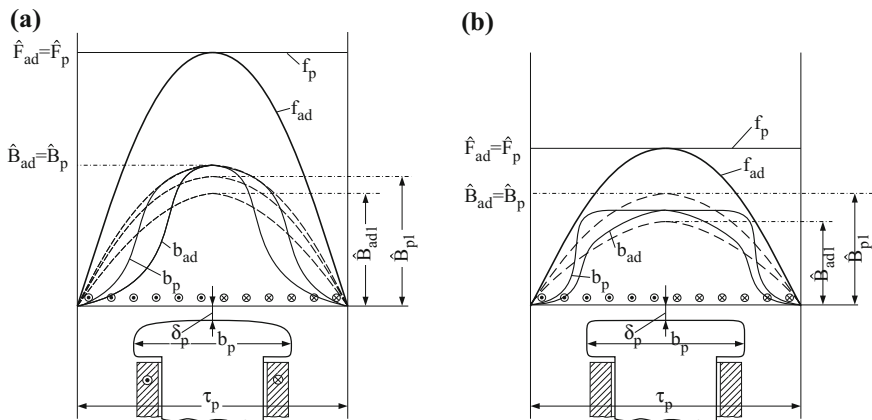 (a)
F̂ad=F̂p
fp
fad
B̂ad=B̂p
bad
bp
B̂ad1
B̂p1
δp
bp
τp
(b)
fp
F̂ad=F̂p
fad
B̂ad=B̂p
bad
bp
B̂ad1
B̂p1
δp
bp
τp